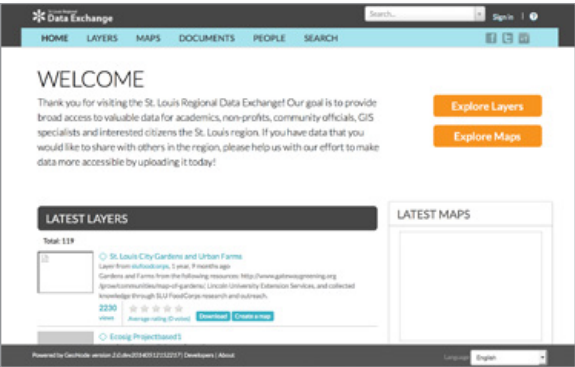 St. Louis Regional
Data Exchange
Search...
Sign in
HOME LAYERS MAPS DOCUMENTS PEOPLE SEARCH
WELCOME
Thank you for visiting the St. Louis Regional Data Exchange! Our goal is to provide
broad access to valuable data for academics, non-profits, community officials, GIS
specialists and interested citizens the St. Louis region. If you have data that you
would like to share with others in the region, please help us with our effort to make
data more accessible by uploading it today!
Explore Layers
Explore Maps
LATEST LAYERS
Total: 119
St. Louis City Gardens and Urban Farms
Layer from slufoodcorps, 1 year, 9 months ago
Gardens and Farms from the following resources: http://www.gatewaygreening.org
/grow/communities/map-of-gardens/, Lincoln University Extension Services, and collected
knowledge through SLU FoodCorps research and outreach.
2230
views
Average rating (0 votes)
Download
Create a map
Ecosig Projectbased1
LATEST MAPS
Powered by GeoNode version | Developers | About
Language
English